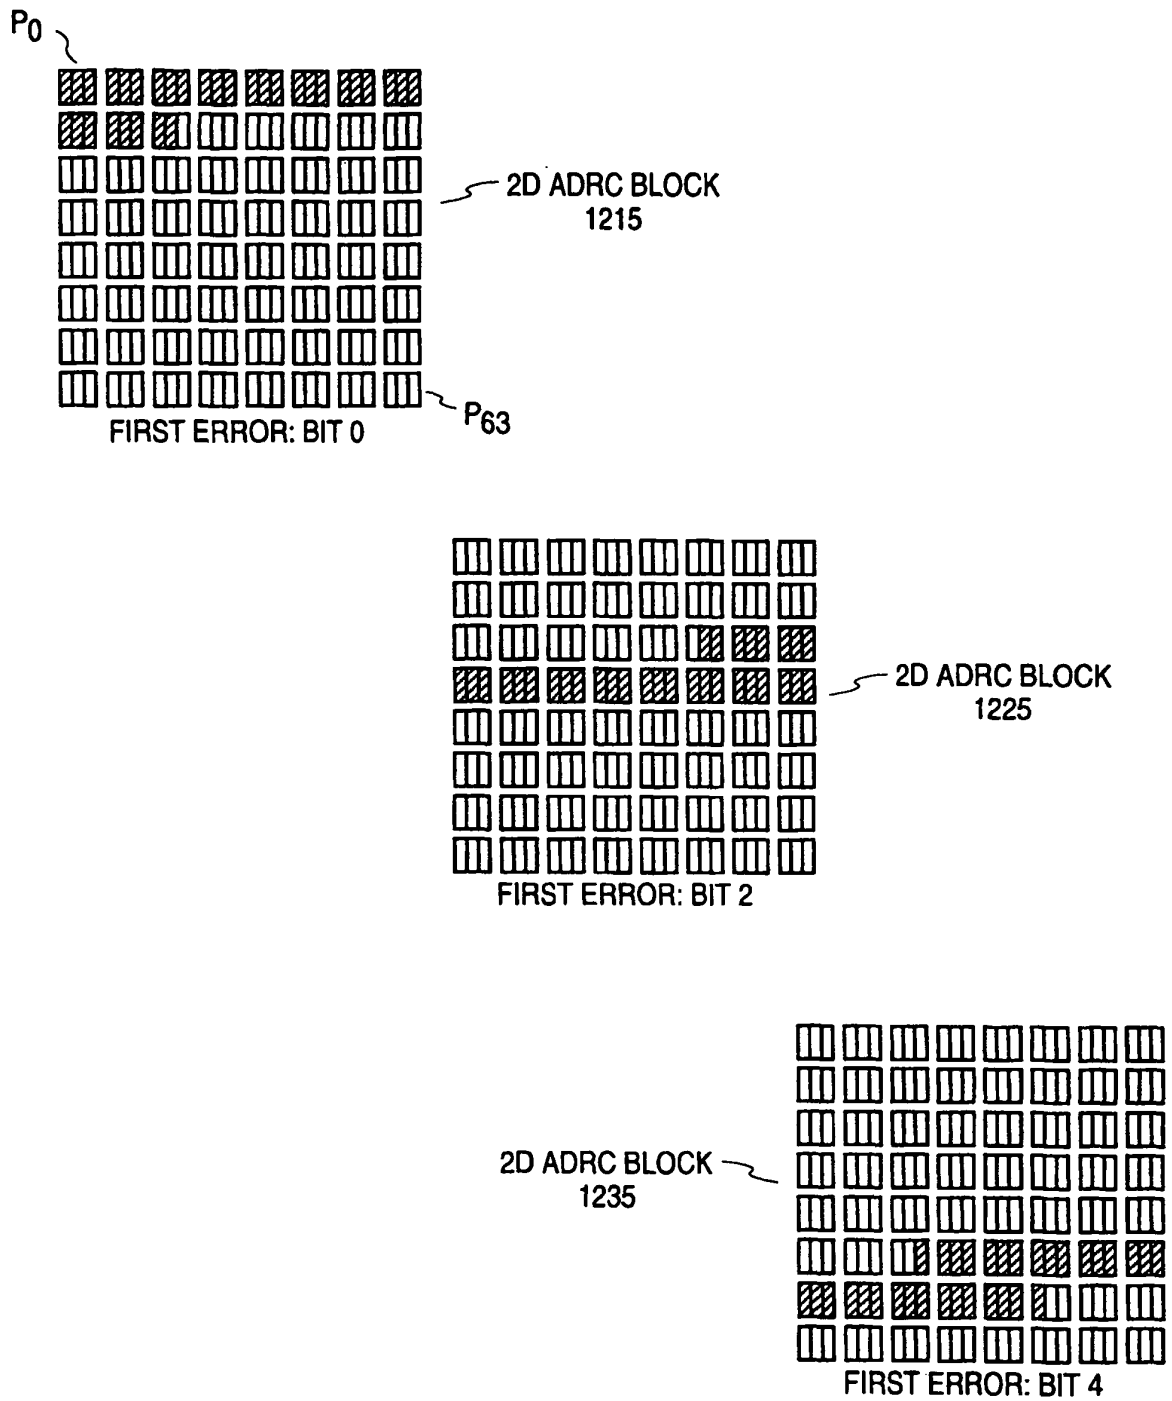 P0
2D ADRC BLOCK
1215
P63
FIRST ERROR: BIT 0
2D ADRC BLOCK
1225
FIRST ERROR: BIT 2
2D ADRC BLOCK
1235
FIRST ERROR: BIT 4